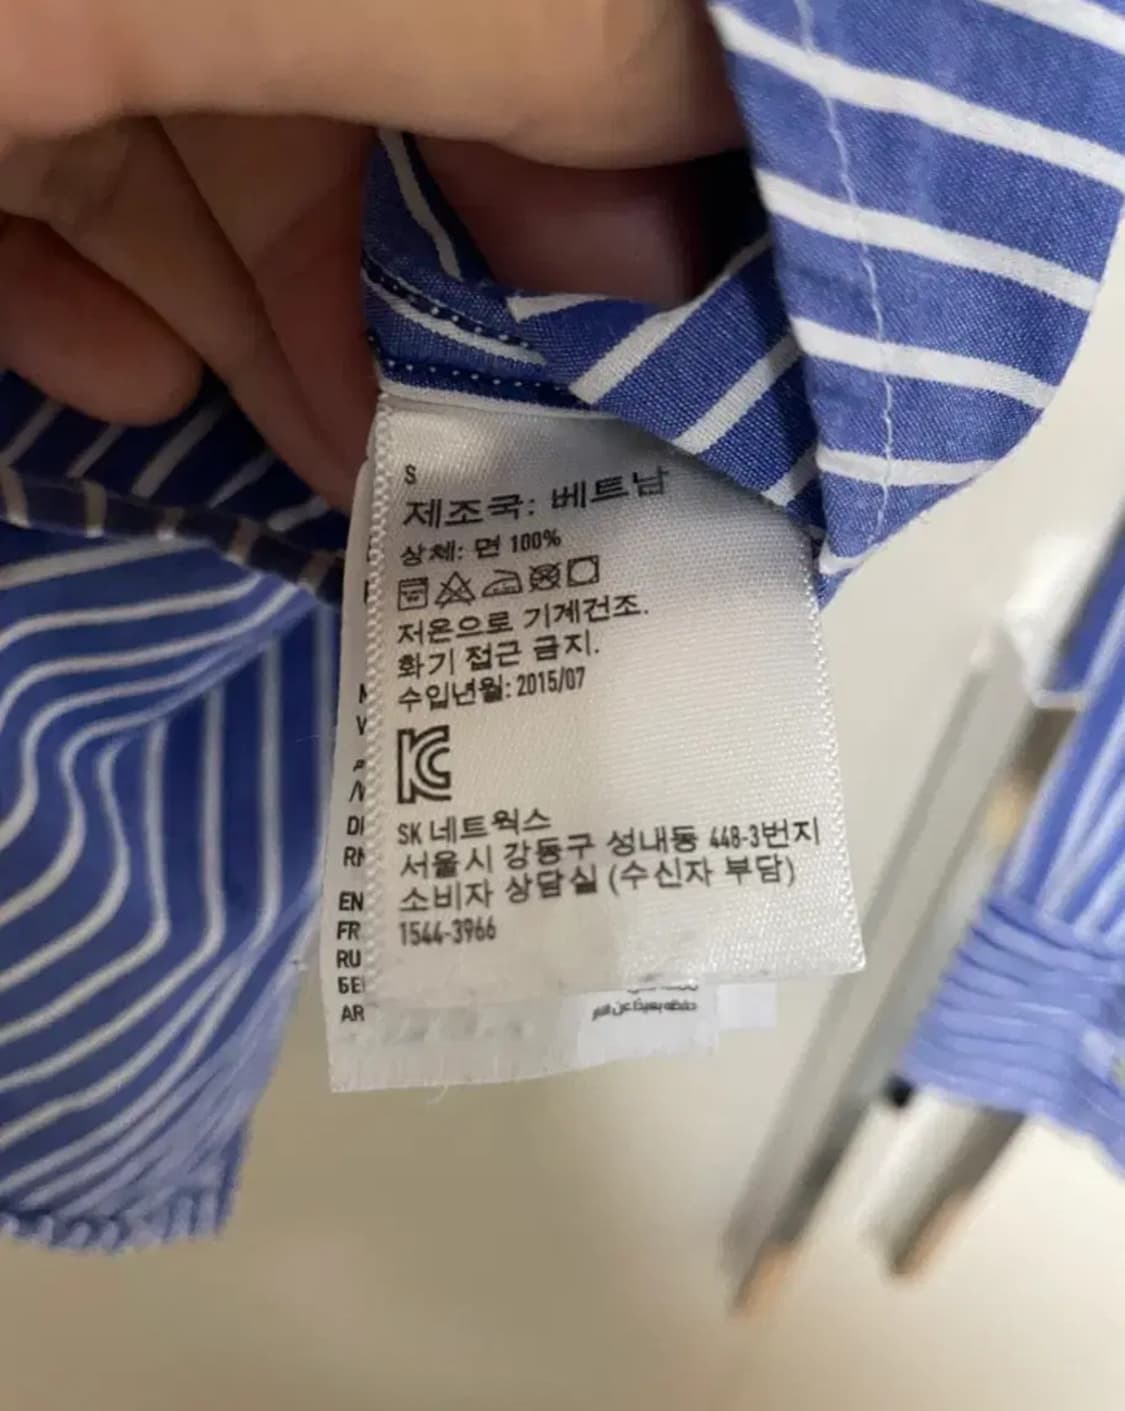 S
제조국: 베트남
상체: 면 100%
저온으로 기계건조.
화기 접근 금지.
수입년월: 2015/07
KC
SK 네트웍스
서울시 강동구 성내동 448-3번지
소비자 상담실 (수신자 부담)
1544-3966
EN
FR
RU
БЕ
AR